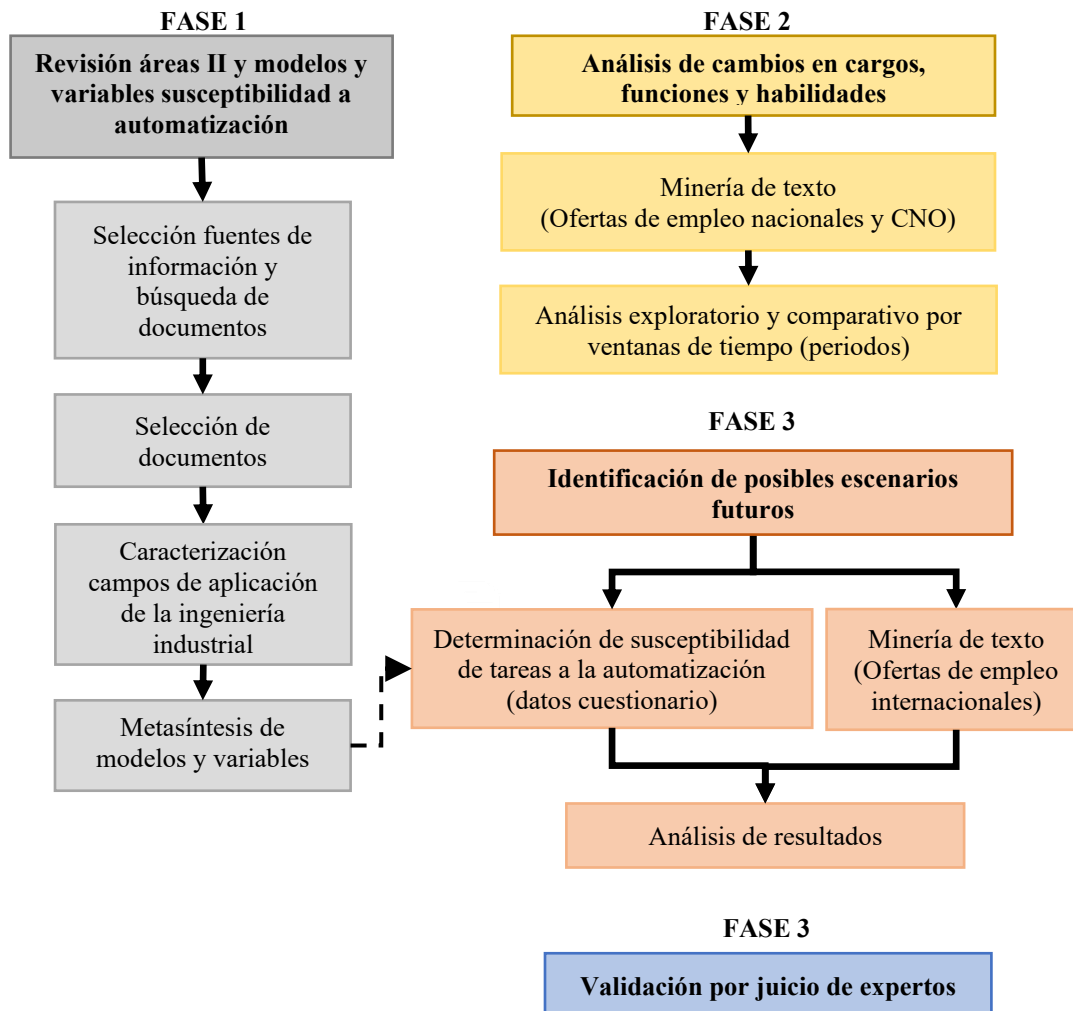 FASE 1
Revisión áreas II y modelos y
variables susceptibilidad a
automatización
Selección fuentes de
información y
búsqueda de
documentos
Selección de
documentos
Caracterización
campos de aplicación
de la ingeniería
industrial
Metasíntesis de
modelos y variables
FASE 2
Análisis de cambios en cargos,
funciones y habilidades
Minería de texto
(Ofertas de empleo nacionales y CNO)
Análisis exploratorio y comparativo por
ventanas de tiempo (periodos)
FASE 3
Identificación de posibles escenarios
futuros
Determinación de susceptibilidad
de tareas a la automatización
(datos cuestionario)
Minería de texto
(Ofertas de empleo
internacionales)
Análisis de resultados
FASE 3
Validación por juicio de expertos